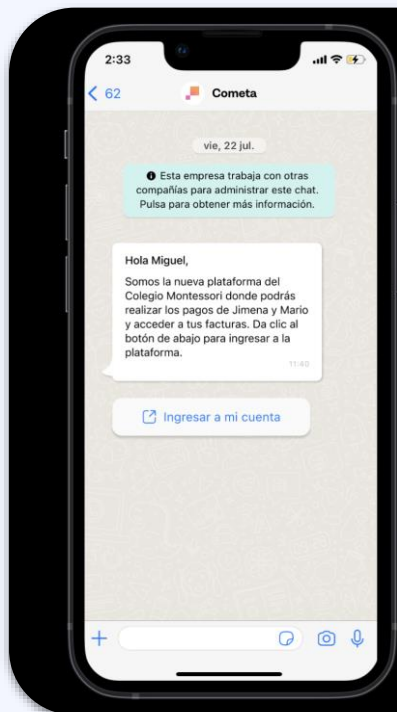 2:33
62
Cometa
vie, 22 jul.
Esta empresa trabaja con otras
compañías para administrar este chat.
Pulsa para obtener más información.
Hola Miguel,
Somos la nueva plataforma del
Colegio Montessori donde podrás
realizar los pagos de Jimena y Mario
y acceder a tus facturas. Da clic al
botón de abajo para ingresar a la
plataforma.
11:40
Ingresar a mi cuenta